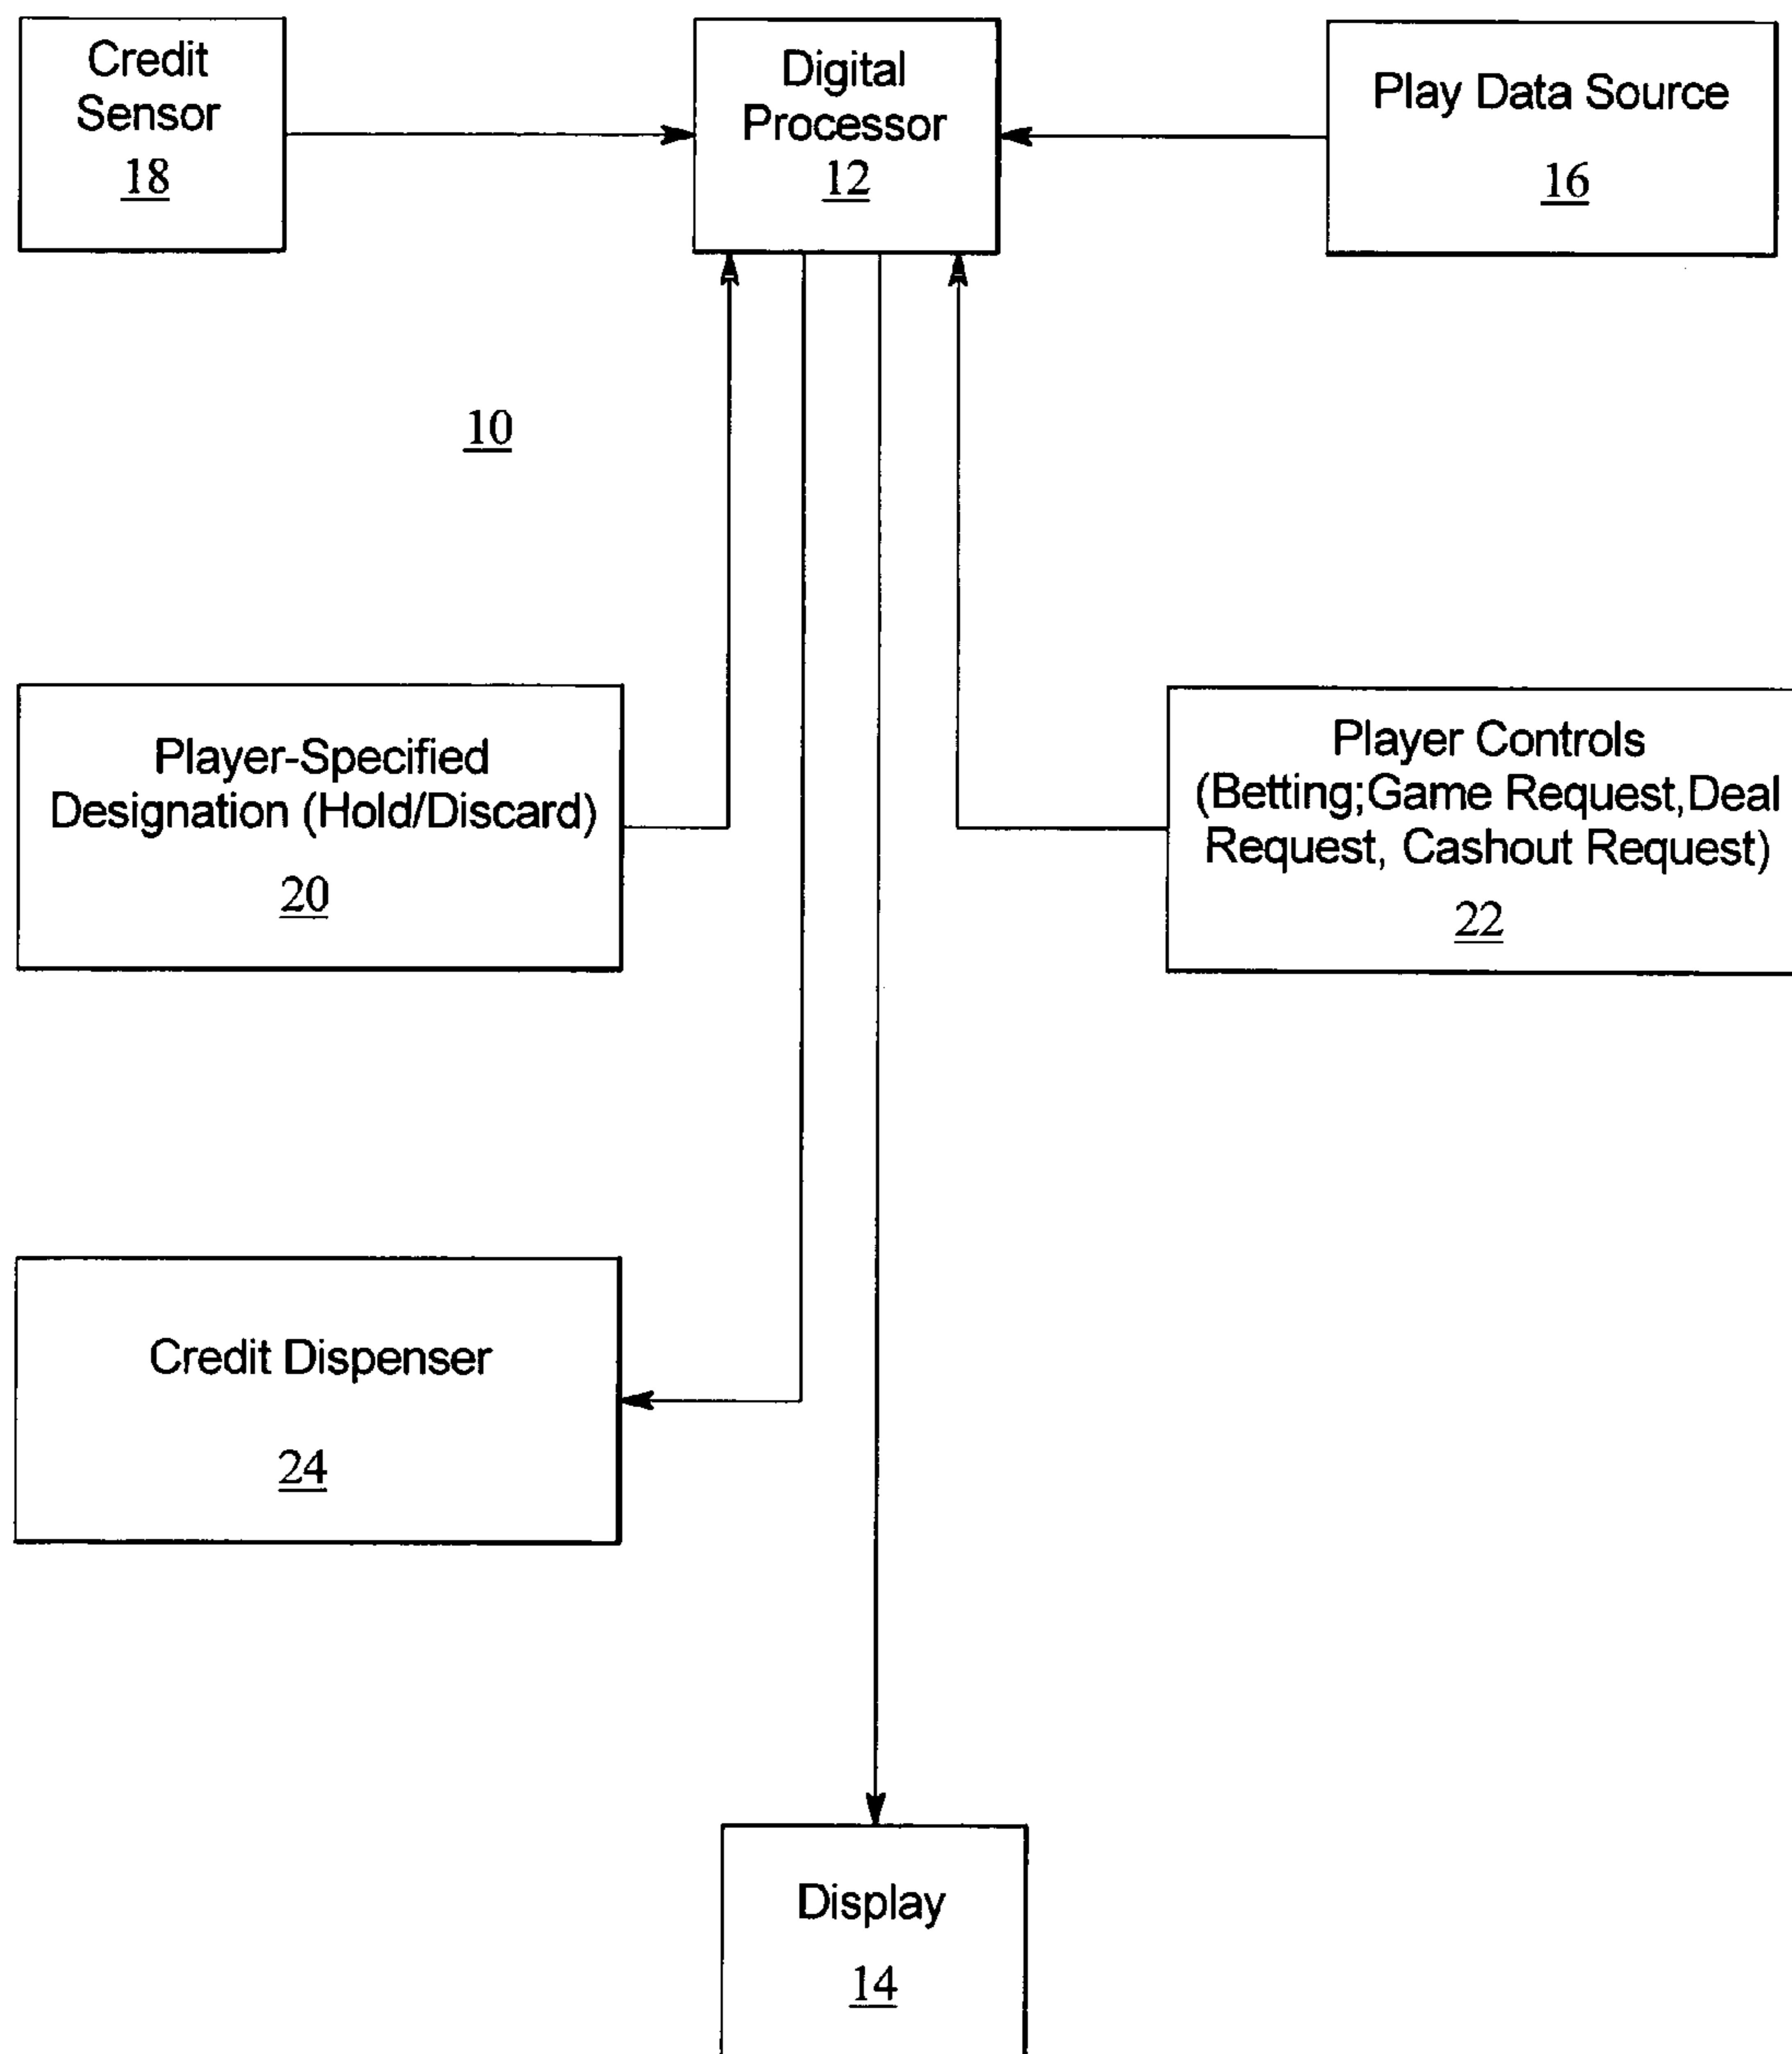 Credit
Sensor
18
Digital
Processor
12
Play Data Source
16
10
Player-Specified
Designation (Hold/Discard)
20
Player Controls
(Betting;Game Request,Deal
Request, Cashout Request)
22
Credit Dispenser
24
Display
14